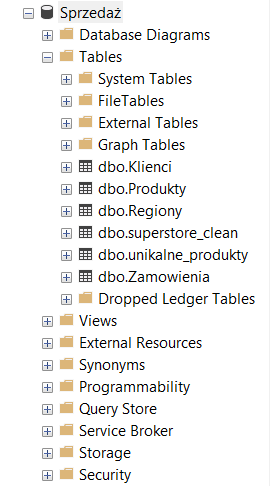 Sprzedaż
Database Diagrams
Tables
System Tables
FileTables
External Tables
Graph Tables
dbo.Klienci
dbo.Produkty
dbo.Regiony
dbo.superstore_clean
dbo.unikalne_produkty
dbo.Zamowienia
Dropped Ledger Tables
Views
External Resources
Synonyms
Programmability
Query Store
Service Broker
Storage
Security